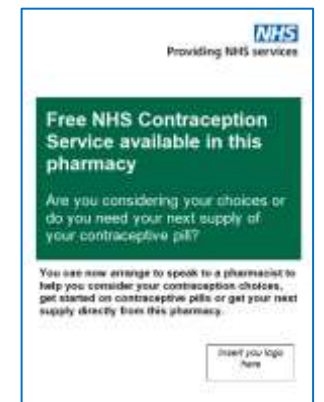 NHS
Providing NHS services
Free NHS Contraception
Service available in this
pharmacy
Are you considering your choices or
do you need your next supply of
your contraceptive pill?
You can now arrange to speak to a pharmacist to
help you consider your contraception choices,
get started on contraceptive pills or get your next
supply directly from this pharmacy.
Insert you logo
here